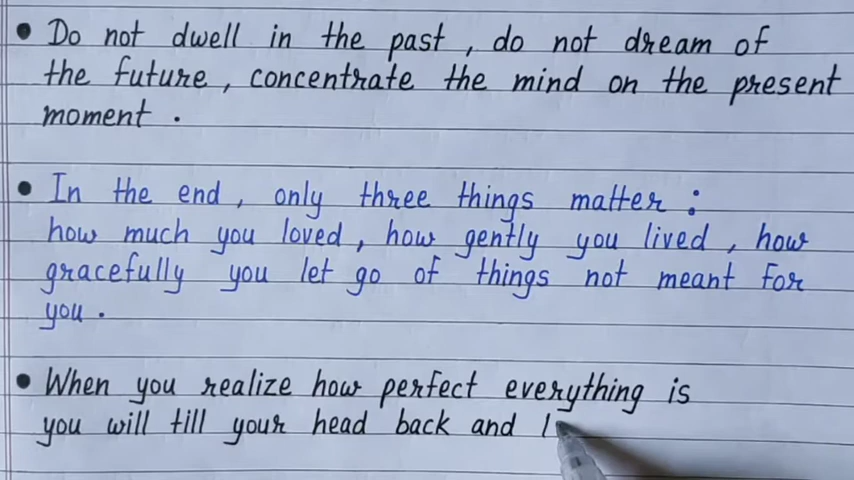 • Do not dwell in the past, do not dream of
the future, concentrate the mind on the present
moment.
• In the end, only three things matter:
how much you loved, how gently you lived, how
gracefully you let go of things not meant for
you.
• When you realize how perfect everything is
you will till your head back and l